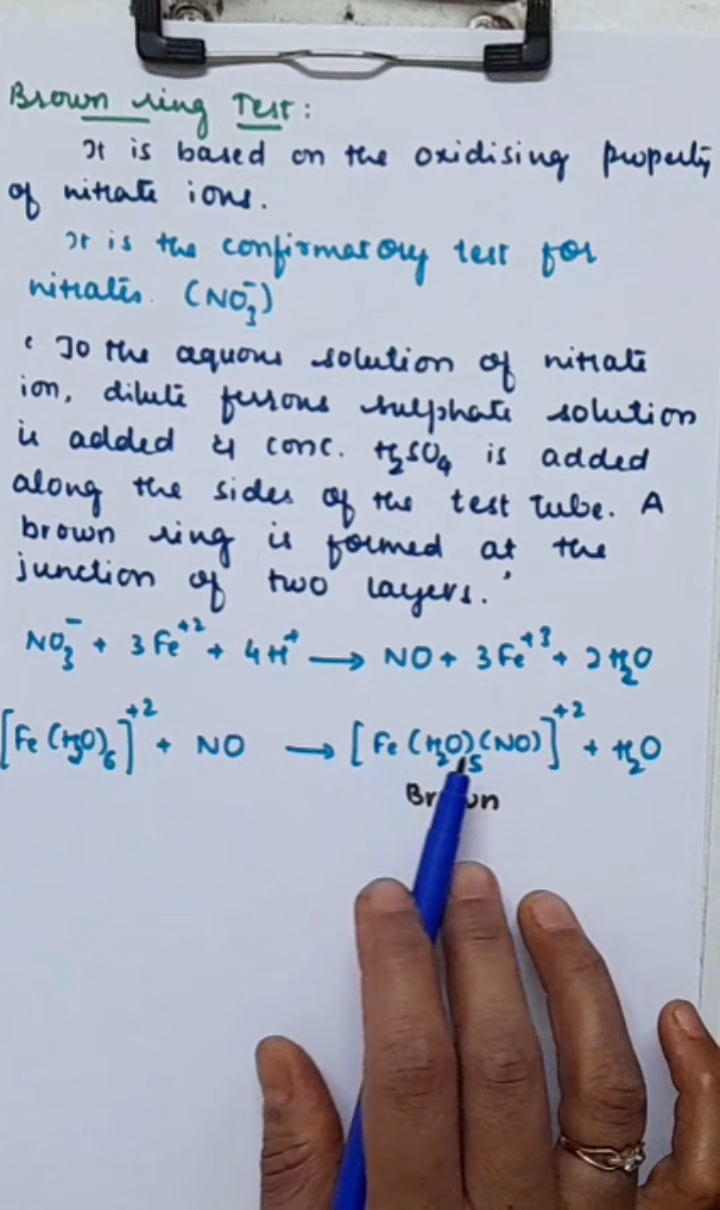 Brown ring Test:
It is based on the oxidising property
of nitrate ions.
It is the confirmatory test for
nitrates. (NO₃⁻)
' To the aquous solution of nitrate
ion, dilute ferrous sulphate solution
is added & conc. H₂SO₄ is added
along the sides of the test tube. A
brown ring is formed at the
junction of two layers.'
NO₃⁻ + 3Fe⁺² + 4H⁺ → NO + 3Fe⁺³ + 2H₂O
[Fe(H₂O)₆]⁺² + NO → [Fe(H₂O)₅(NO)]⁺² + H₂O
Brown